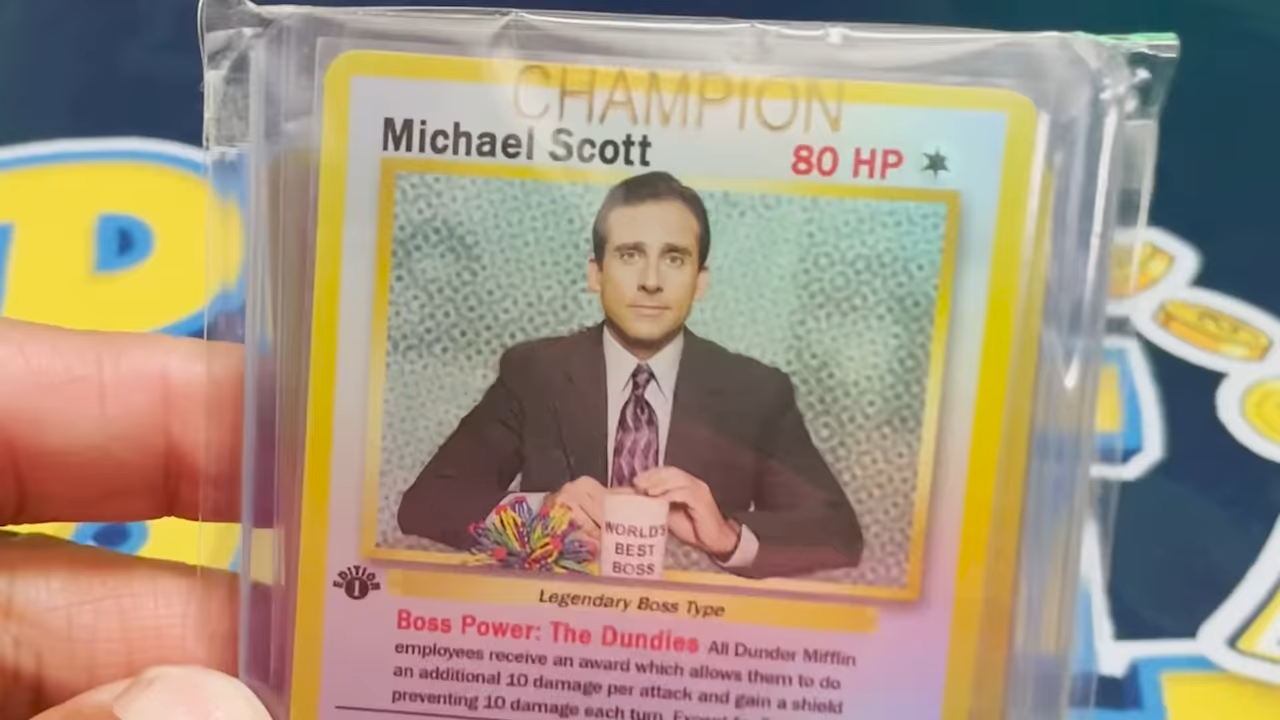 CHAMPION
Michael Scott
80 HP
WORLD'S
BEST
BOSS
EDITION
1
Legendary Boss Type
Boss Power: The Dundies All Dunder Mifflin
employees receive an award which allows them to do
an additional 10 damage per attack and gain a shield
preventing 10 damage each turn.